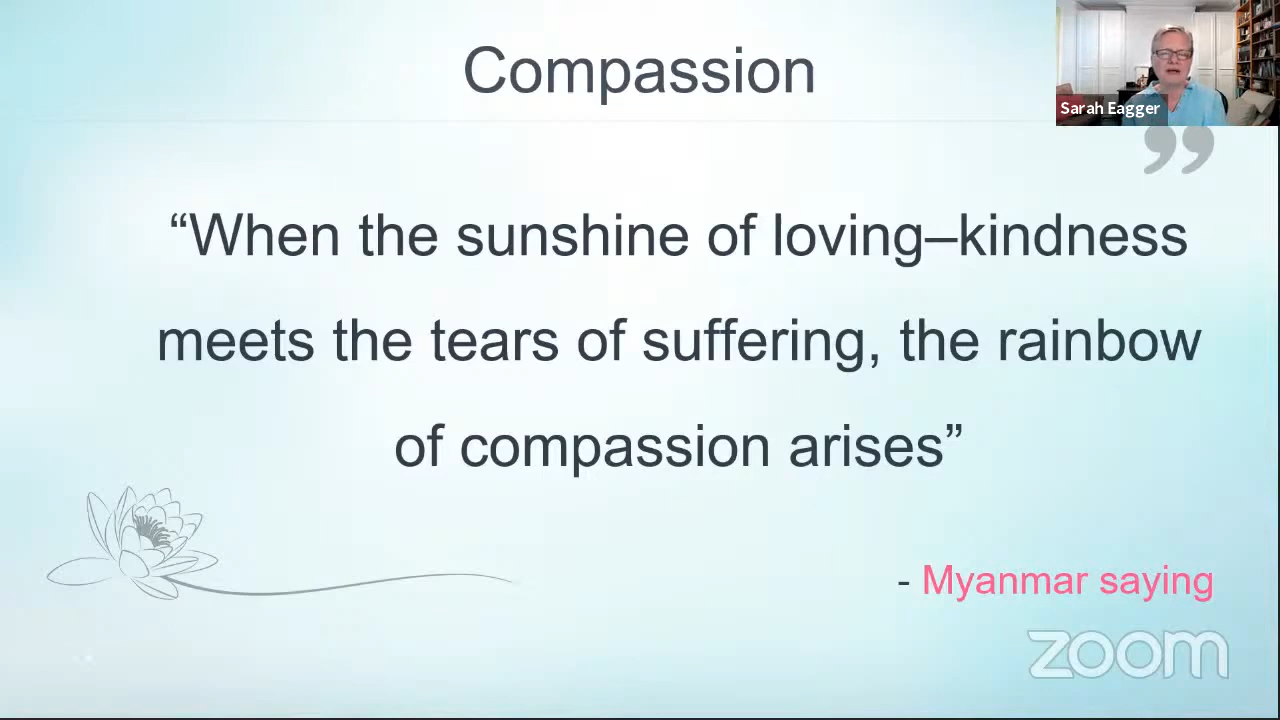 Compassion
Sarah Eagger
”
“When the sunshine of loving–kindness
meets the tears of suffering, the rainbow
of compassion arises”
- Myanmar saying
zoom